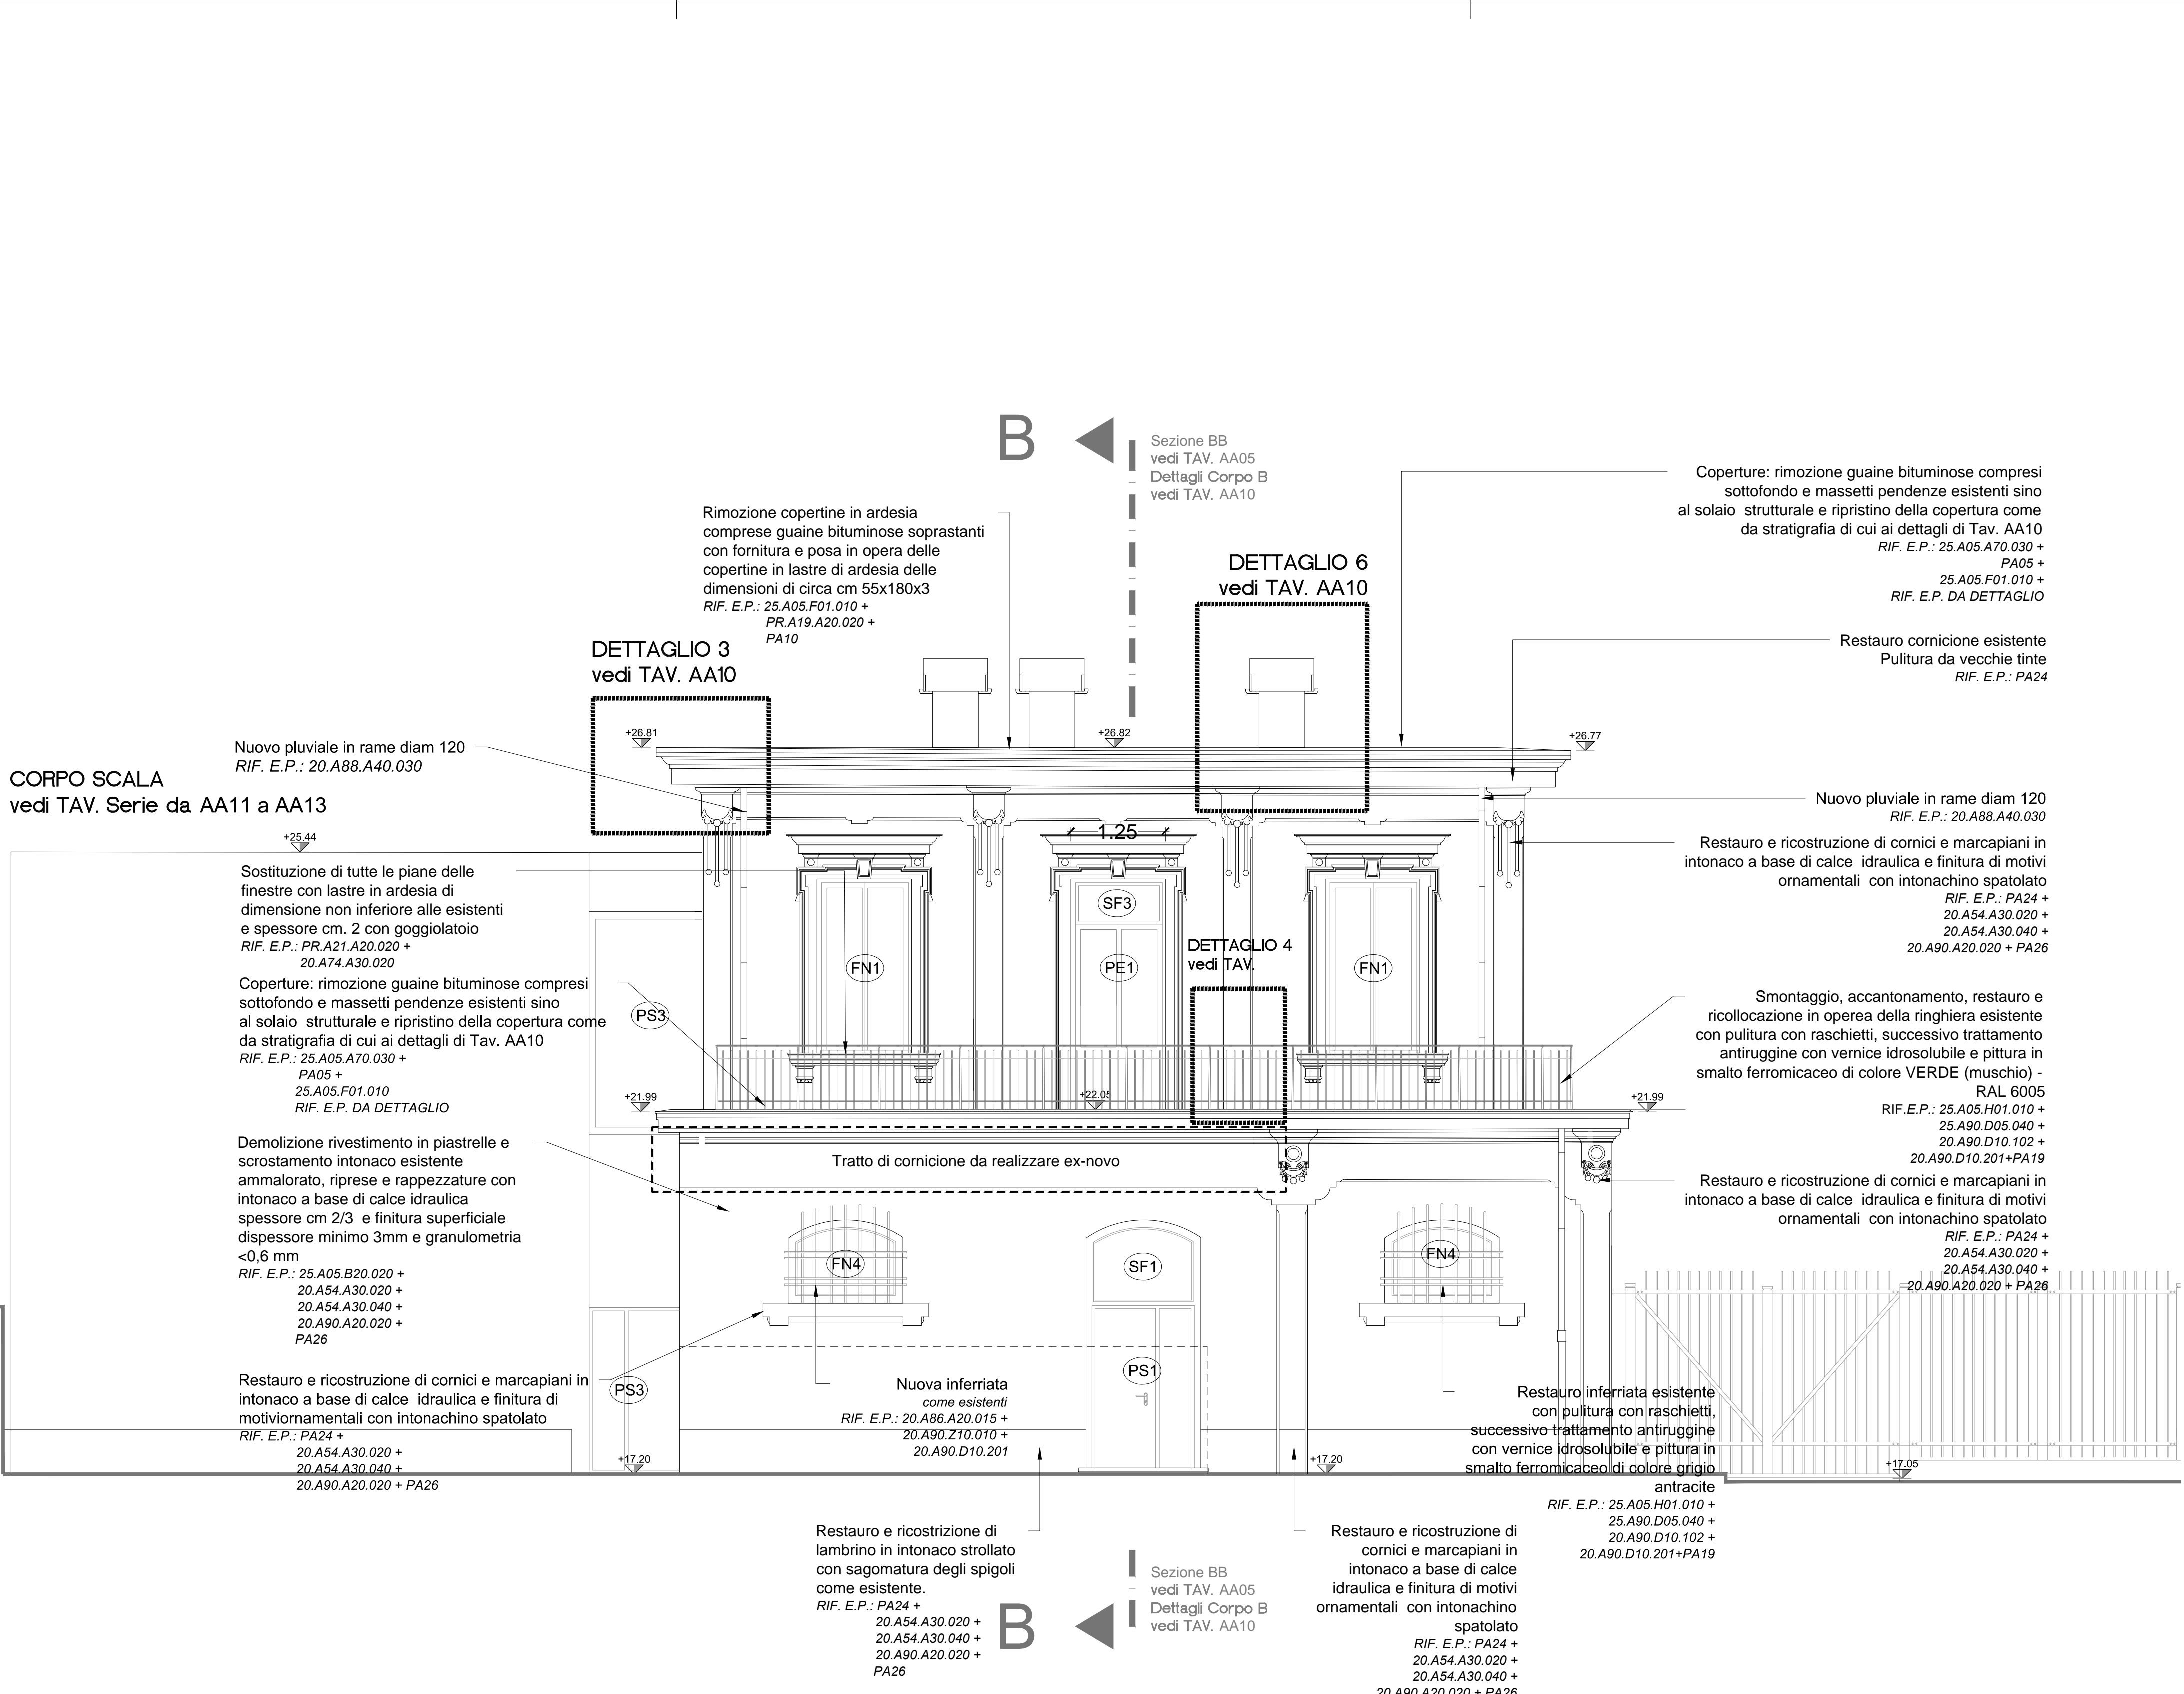 B
Sezione BB
vedi TAV. AA05
Dettagli Corpo B
vedi TAV. AA10
Rimozione copertine in ardesia
comprese guaine bituminose soprastanti
con fornitura e posa in opera delle
copertine in lastre di ardesia delle
dimensioni di circa cm 55x180x3
RIF. E.P.: 25.A05.F01.010 +
PR.A19.A20.020 +
PA10
DETTAGLIO 6
vedi TAV. AA10
Coperture: rimozione guaine bituminose compresi
sottofondo e massetti pendenze esistenti sino
al solaio strutturale e ripristino della copertura come
da stratigrafia di cui ai dettagli di Tav. AA10
RIF. E.P.: 25.A05.A70.030 +
PA05 +
25.A05.F01.010 +
RIF. E.P. DA DETTAGLIO
DETTAGLIO 3
vedi TAV. AA10
Restauro cornicione esistente
Pulitura da vecchie tinte
RIF. E.P.: PA24
+26.81
+26.82
+26.77
Nuovo pluviale in rame diam 120
RIF. E.P.: 20.A88.A40.030
CORPO SCALA
vedi TAV. Serie da AA11 a AA13
+25.44
Nuovo pluviale in rame diam 120
RIF. E.P.: 20.A88.A40.030
1.25
Restauro e ricostruzione di cornici e marcapiani in
intonaco a base di calce idraulica e finitura di motivi
ornamentali con intonachino spatolato
RIF. E.P.: PA24 +
20.A54.A30.020 +
20.A54.A30.040 +
20.A90.A20.020 + PA26
Sostituzione di tutte le piane delle
finestre con lastre in ardesia di
dimensione non inferiore alle esistenti
e spessore cm. 2 con goggiolatoio
RIF. E.P.: PR.A21.A20.020 +
20.A74.A30.020
SF3
FN1
PE1
FN1
DETTAGLIO 4
vedi TAV.
Coperture: rimozione guaine bituminose compresi
sottofondo e massetti pendenze esistenti sino
al solaio strutturale e ripristino della copertura come
da stratigrafia di cui ai dettagli di Tav. AA10
RIF. E.P.: 25.A05.A70.030 +
PA05 +
25.A05.F01.010
RIF. E.P. DA DETTAGLIO
PS3
Smontaggio, accantonamento, restauro e
ricollocazione in operea della ringhiera esistente
con pulitura con raschietti, successivo trattamento
antiruggine con vernice idrosolubile e pittura in
smalto ferromicaceo di colore VERDE (muschio) -
RAL 6005
RIF.E.P.: 25.A05.H01.010 +
25.A90.D05.040 +
20.A90.D10.102 +
20.A90.D10.201+PA19
+21.99
+22.05
+21.99
Demolizione rivestimento in piastrelle e
scrostamento intonaco esistente
ammalorato, riprese e rappezzature con
intonaco a base di calce idraulica
spessore cm 2/3 e finitura superficiale
dispessore minimo 3mm e granulometria
<0,6 mm
RIF. E.P.: 25.A05.B20.020 +
20.A54.A30.020 +
20.A54.A30.040 +
20.A90.A20.020 +
PA26
Tratto di cornicione da realizzare ex-novo
Restauro e ricostruzione di cornici e marcapiani in
intonaco a base di calce idraulica e finitura di motivi
ornamentali con intonachino spatolato
RIF. E.P.: PA24 +
20.A54.A30.020 +
20.A54.A30.040 +
20.A90.A20.020 + PA26
FN4
SF1
FN4
Restauro e ricostruzione di cornici e marcapiani in
intonaco a base di calce idraulica e finitura di
motiviornamentali con intonachino spatolato
RIF. E.P.: PA24 +
20.A54.A30.020 +
20.A54.A30.040 +
20.A90.A20.020 + PA26
PS3
PS1
Nuova inferriata
come esistenti
RIF. E.P.: 20.A86.A20.015 +
20.A90.Z10.010 +
20.A90.D10.201
Restauro inferriata esistente
con pulitura con raschietti,
successivo trattamento antiruggine
con vernice idrosolubile e pittura in
smalto ferromicaceo di colore grigio
antracite
RIF. E.P.: 25.A05.H01.010 +
25.A90.D05.040 +
20.A90.D10.102 +
20.A90.D10.201+PA19
+17.20
+17.20
+17.05
Restauro e ricostrizione di
lambrino in intonaco strollato
con sagomatura degli spigoli
come esistente.
RIF. E.P.: PA24 +
20.A54.A30.020 +
20.A54.A30.040 +
20.A90.A20.020 +
PA26
B
Sezione BB
vedi TAV. AA05
Dettagli Corpo B
vedi TAV. AA10
Restauro e ricostruzione di
cornici e marcapiani in
intonaco a base di calce
idraulica e finitura di motivi
ornamentali con intonachino
spatolato
RIF. E.P.: PA24 +
20.A54.A30.020 +
20.A54.A30.040 +
20.A90.A20.020 + PA26